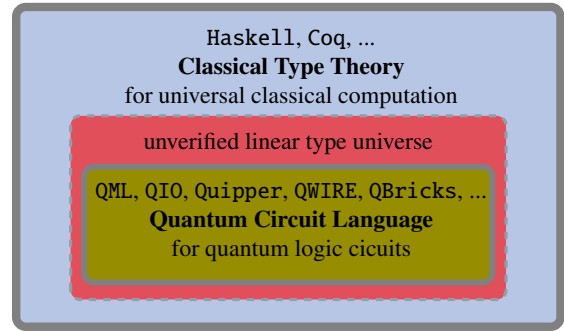 Haskell, Coq, ...
Classical Type Theory
for universal classical computation
unverified linear type universe
QML, QIO, Quipper, QWIRE, QBricks, ...
Quantum Circuit Language
for quantum logic cicuits